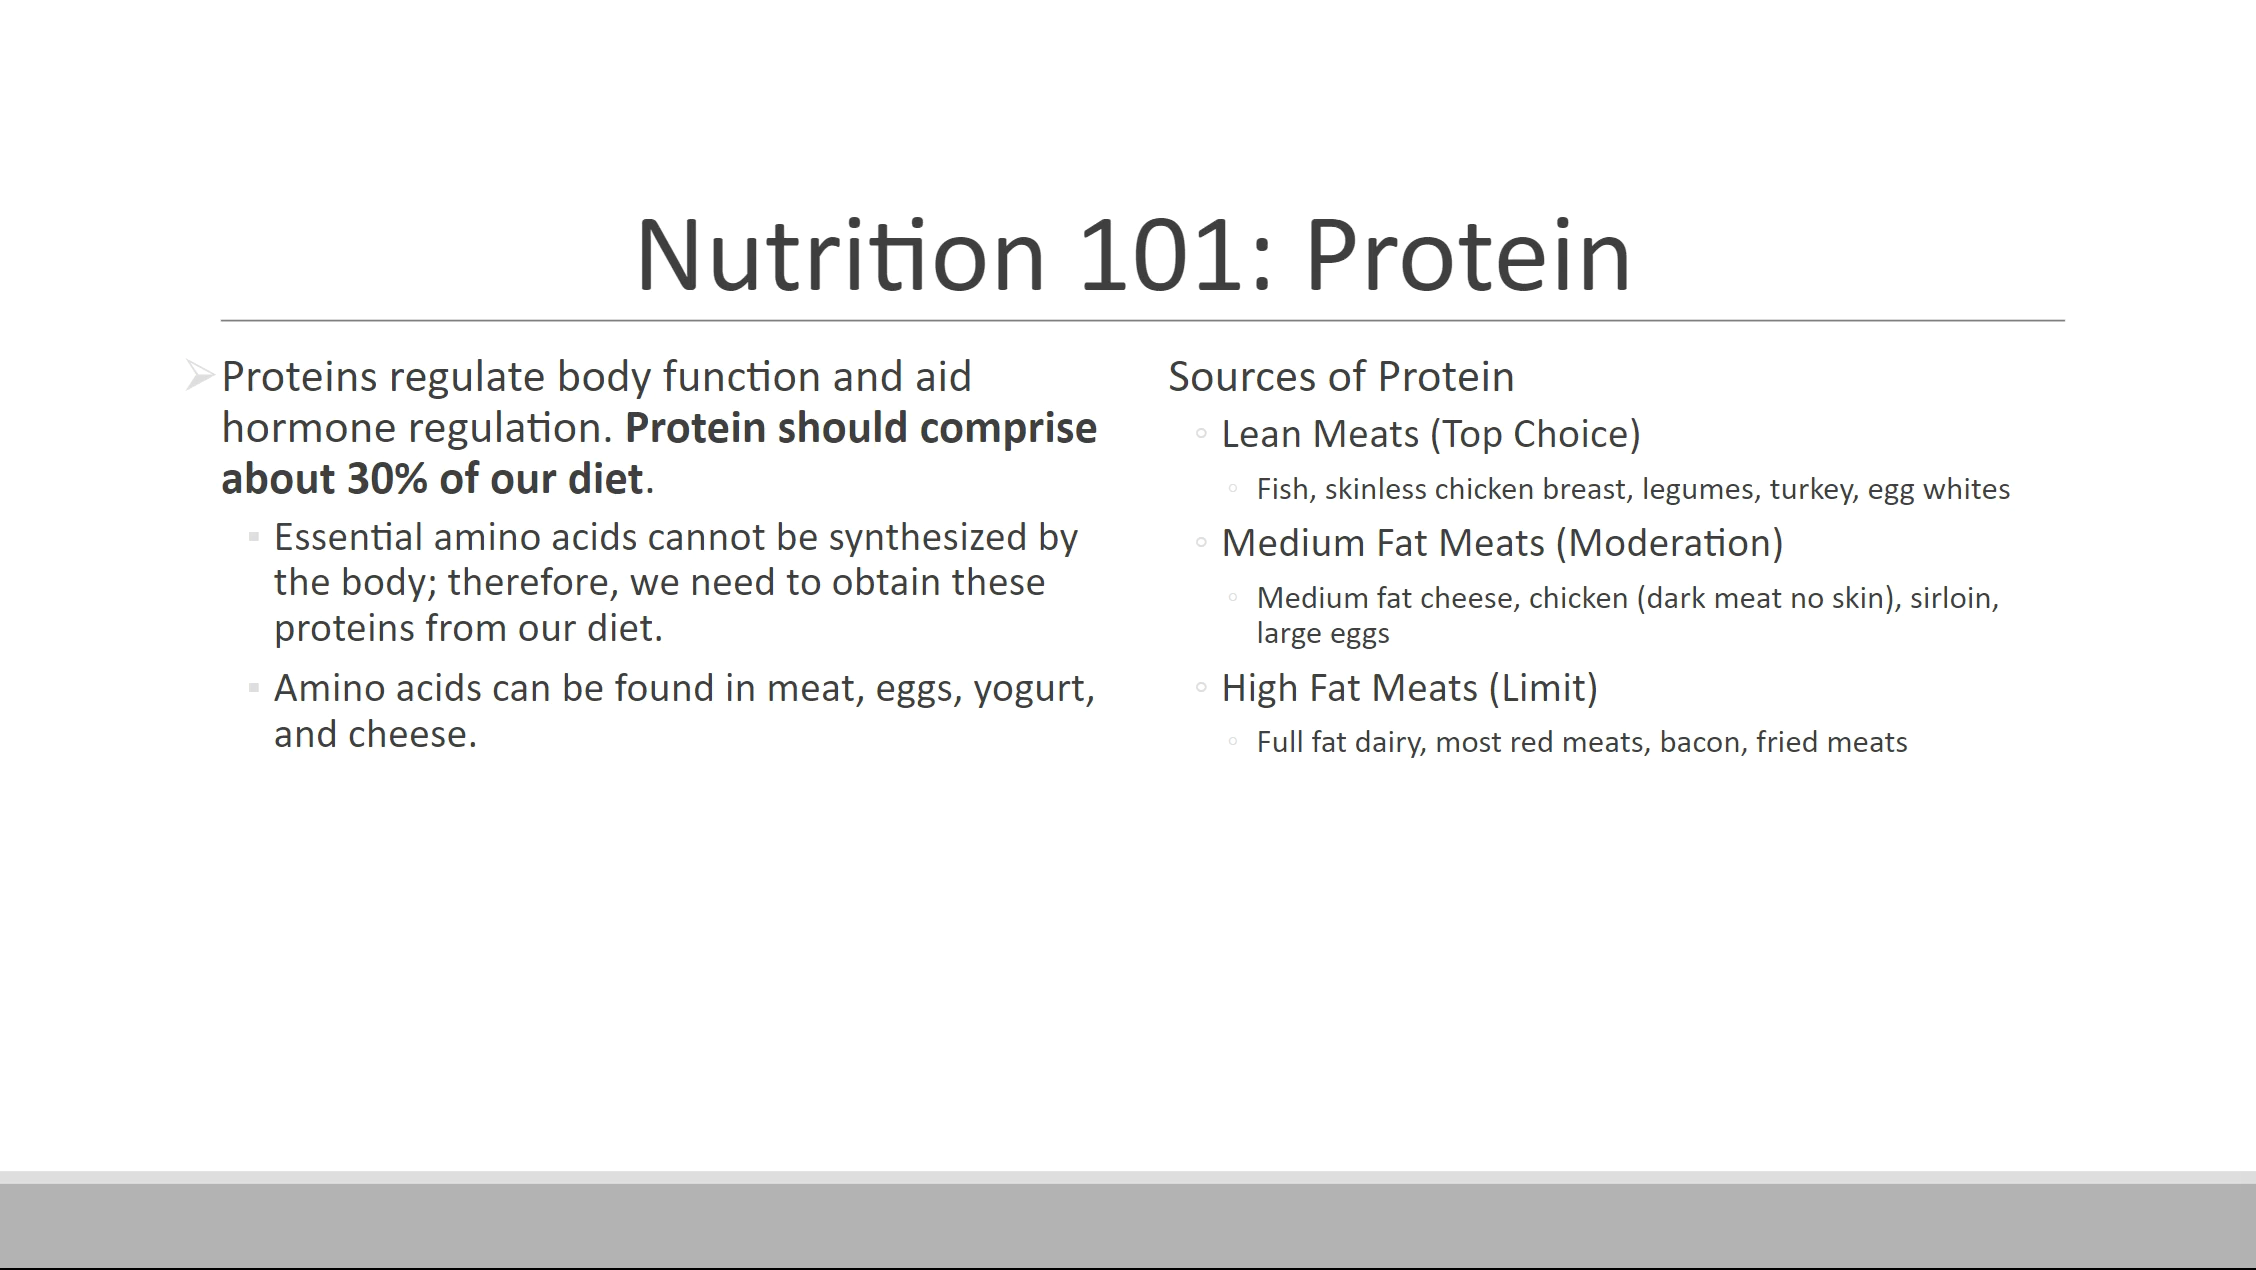 Nutrition 101: Protein
Proteins regulate body function and aid
hormone regulation. Protein should comprise
about 30% of our diet.
Essential amino acids cannot be synthesized by
the body; therefore, we need to obtain these
proteins from our diet.
Amino acids can be found in meat, eggs, yogurt,
and cheese.
Sources of Protein
Lean Meats (Top Choice)
Fish, skinless chicken breast, legumes, turkey, egg whites
Medium Fat Meats (Moderation)
Medium fat cheese, chicken (dark meat no skin), sirloin,
large eggs
High Fat Meats (Limit)
Full fat dairy, most red meats, bacon, fried meats